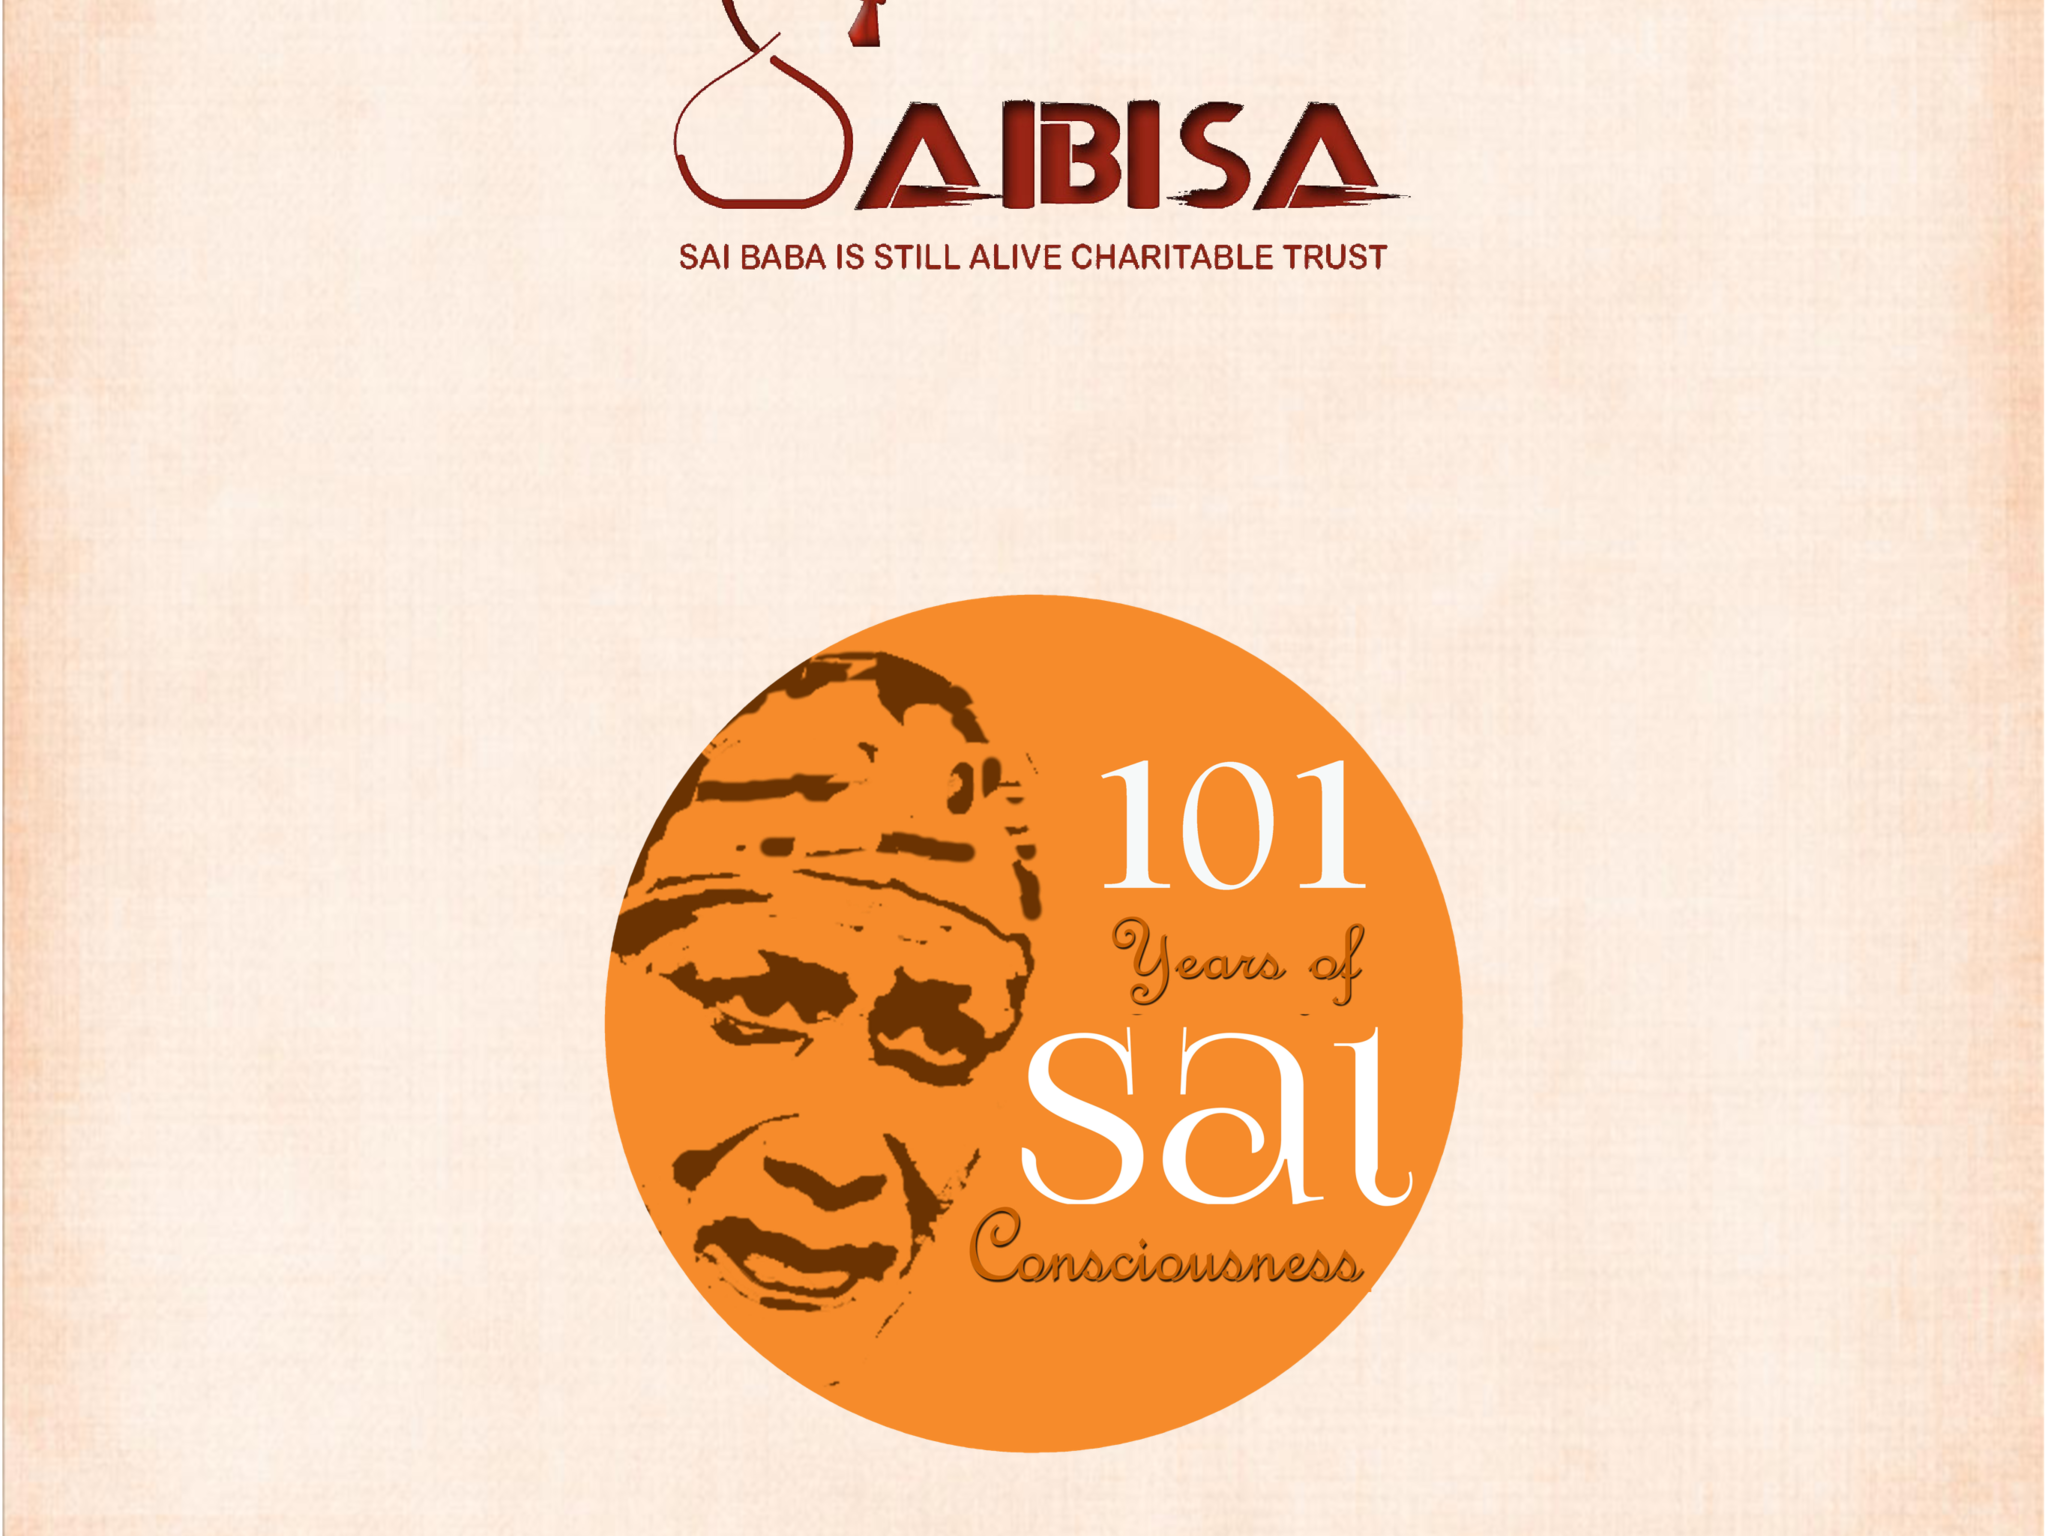 SAIBISA
SAI BABA IS STILL ALIVE CHARITABLE TRUST
101
Years of
sai
Consciousness